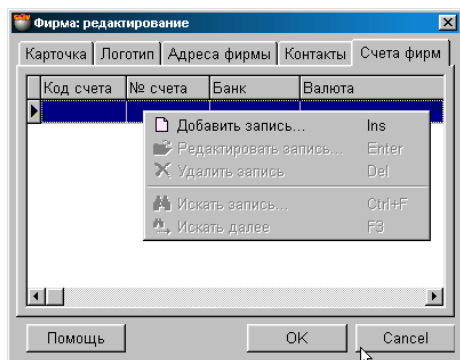 Фирма: редактирование
Карточка Логотип Адреса фирмы Контакты Счета фирм
Код счета № счета Банк Валюта
Добавить запись... Ins
Редактировать запись... Enter
Удалить запись Del
Искать запись... Ctrl+F
Искать далее F3
Помощь OK Cancel